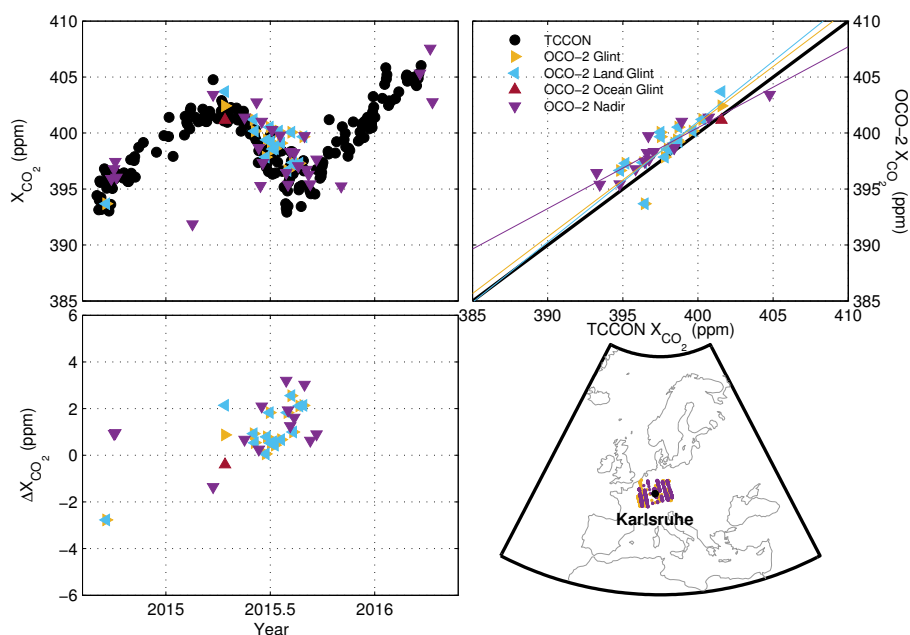 410
405
400
395
390
385
X_CO2 (ppm)
TCCON
OCO-2 Glint
OCO-2 Land Glint
OCO-2 Ocean Glint
OCO-2 Nadir
410
405
400
395
390
385
OCO-2 X_CO2 (ppm)
385
390
395
400
405
410
TCCON X_CO2 (ppm)
6
4
2
0
−2
−4
−6
ΔX_CO2 (ppm)
2015
2015.5
2016
Year
Karlsruhe